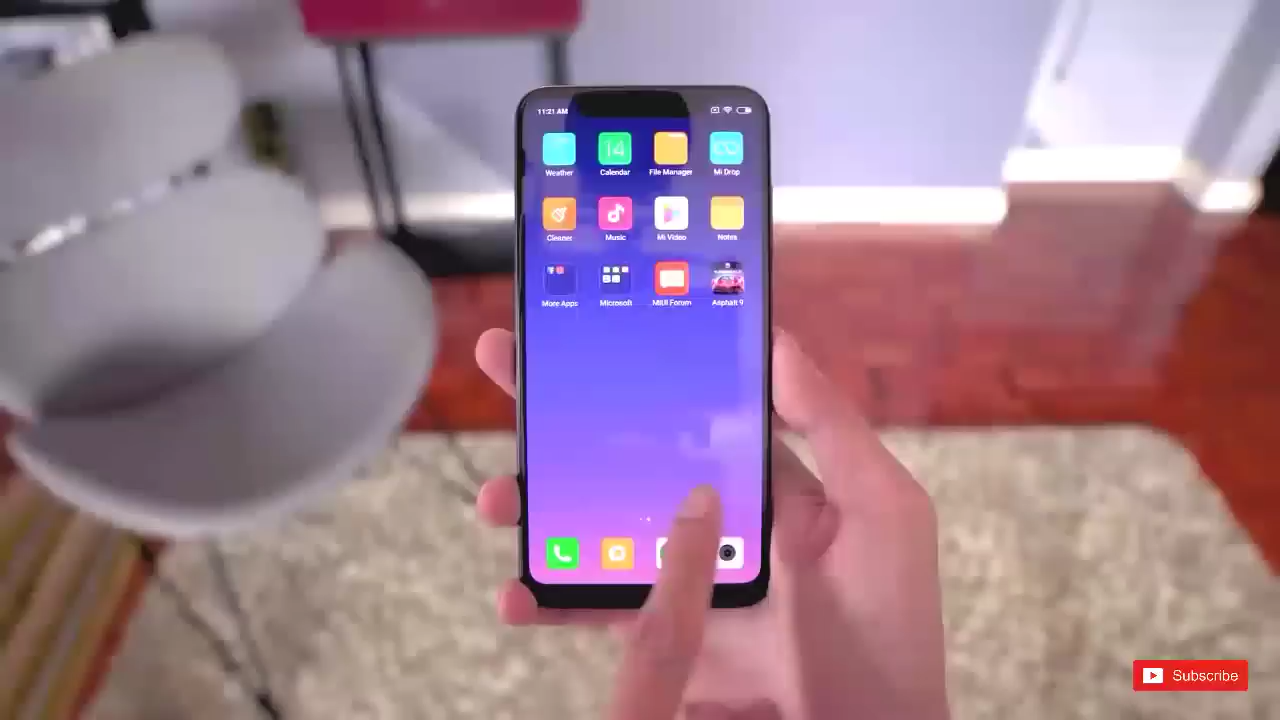 11:21 AM
14
Weather Calendar File Manager Mi Drop
Cleaner Music Mi Video Notes
More Apps Microsoft MIUI Forum Asphalt 9
Subscribe